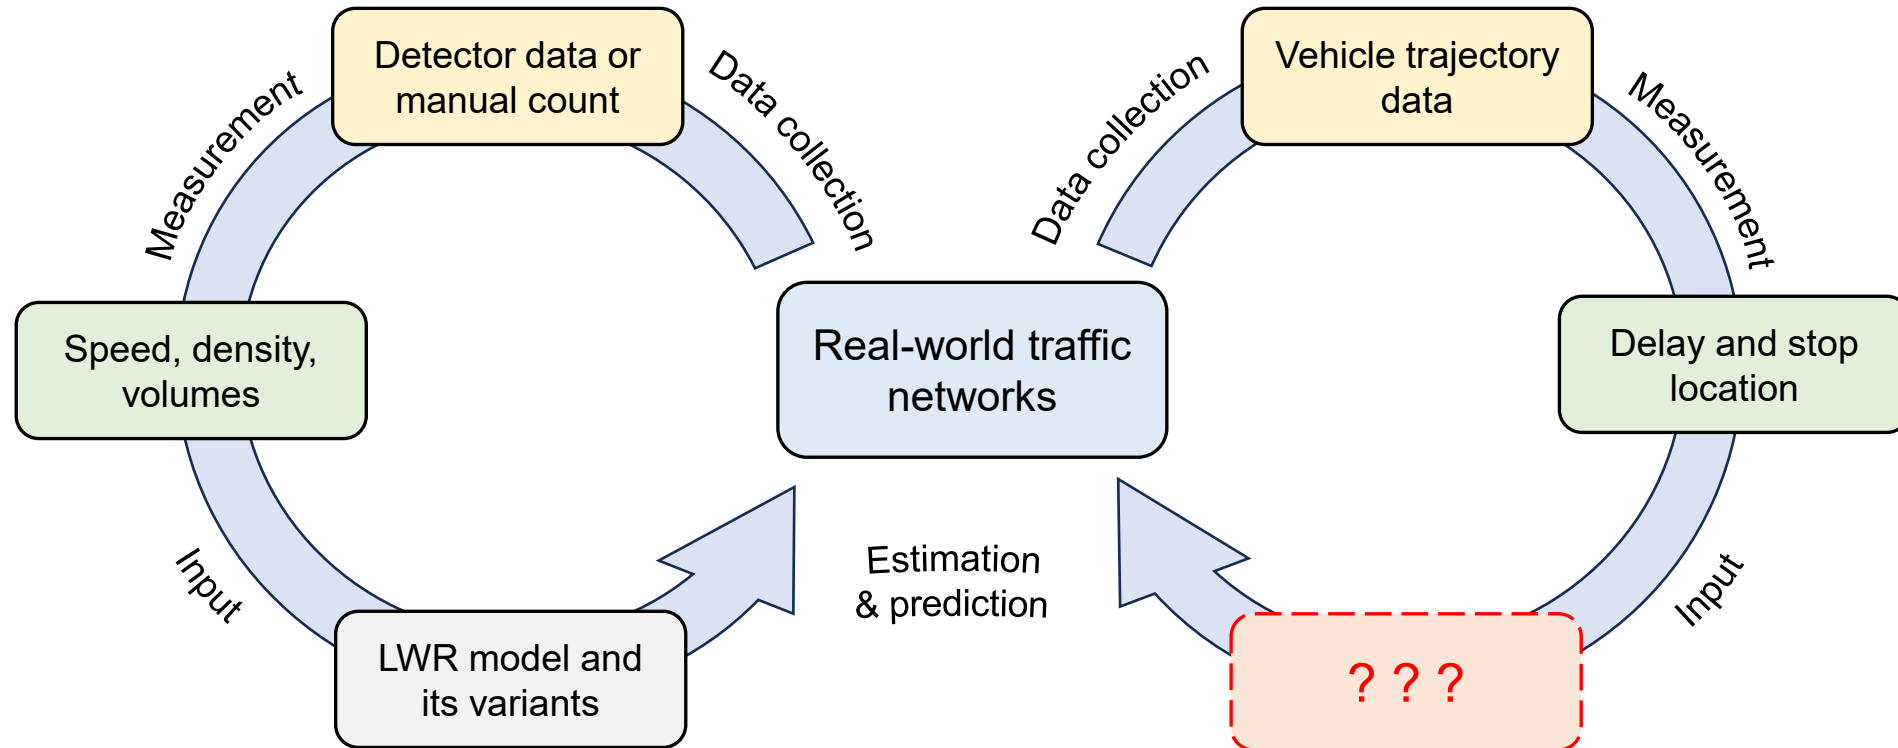 Detector data or
manual count
Data collection
Measurement
Speed, density,
volumes
Input
LWR model and
its variants
Estimation
& prediction
Real-world traffic
networks
Data collection
Vehicle trajectory
data
Measurement
Delay and stop
location
Input
? ? ?